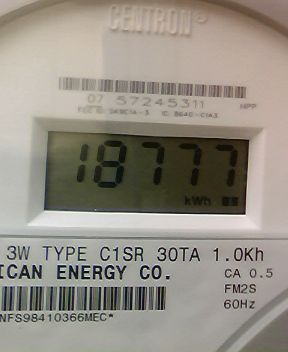 CENTRON
07 57245311 HPP
18777
kWh
3W TYPE C1SR 30TA 1.0Kh
ICAN ENERGY CO. CA 0.5
FM2S
NFS98410366MEC* 60Hz